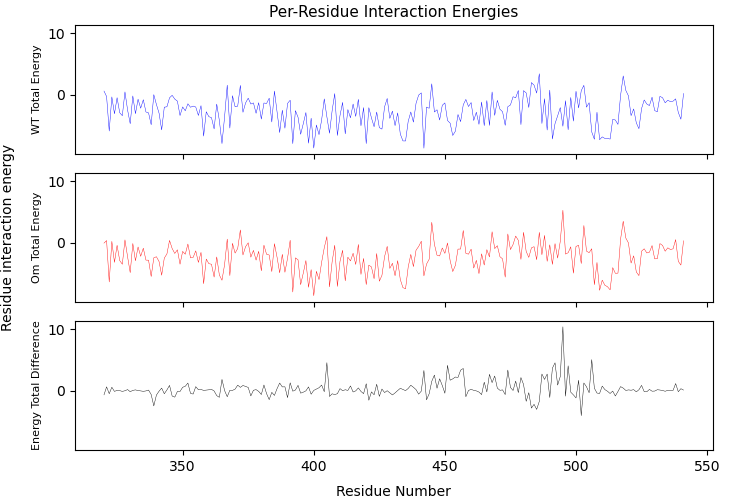 Per-Residue Interaction Energies
Residue interaction energy
WT Total Energy
10
0
Om Total Energy
10
0
Energy Total Difference
10
0
350
400
450
500
550
Residue Number